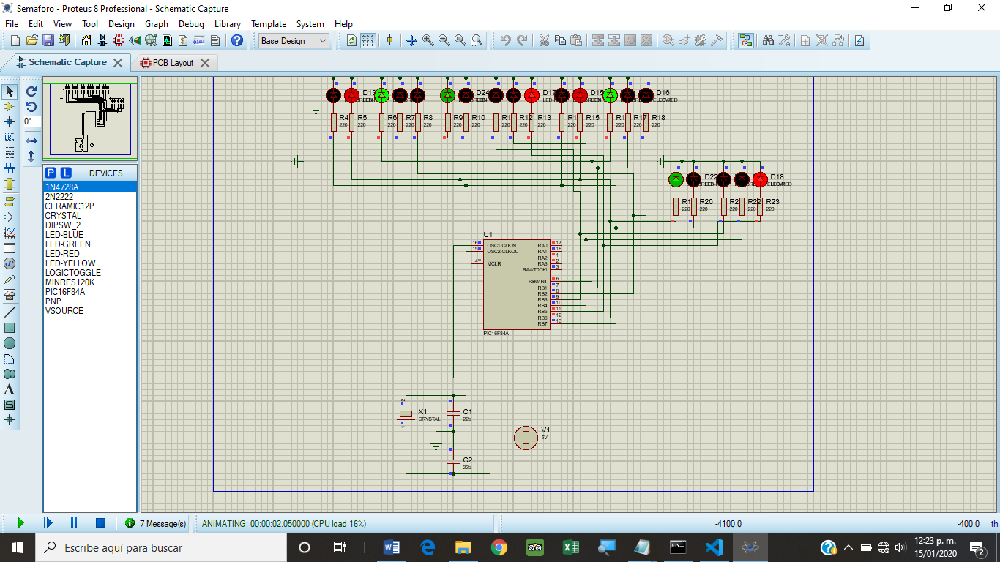 Semaforo - Proteus 8 Professional - Schematic Capture
File Edit View Tool Design Graph Debug Library Template System Help
Base Design
Schematic Capture
PCB Layout
D13 D24 D17 D15 D16
R4 R5 R6 R7 R8 R9 R10 R12 R13 R15 R17 R18
220 220 220 220 220 220 220 220 220 220 220 220 220 220
0°
P L DEVICES
1N4728A
2N2222
CERAMIC12P
CRYSTAL
DIPSW_2
LED-BLUE
LED-GREEN
LED-RED
LED-YELLOW
LOGICTOGGLE
MINRES120K
PIC16F84A
PNP
VSOURCE
D22 D18
R20 R22 R23
220 220 220 220 220
U1
16 OSC1/CLKIN RA0 17
15 OSC2/CLKOUT RA1 18
RA2 1
4 MCLR RA3 2
RA4/T0CKI 3
RB0/INT 6
RB1 7
RB2 8
RB3 9
RB4 10
RB5 11
RB6 12
RB7 13
PIC16F84A
2
X1
CRYSTAL
1
C1
22p
V1
5V
C2
22p
7 Message(s)
ANIMATING: 00:00:02.050000 (CPU load 16%)
-4100.0
-400.0
th
Escribe aquí para buscar
12:23 p. m.
15/01/2020
2